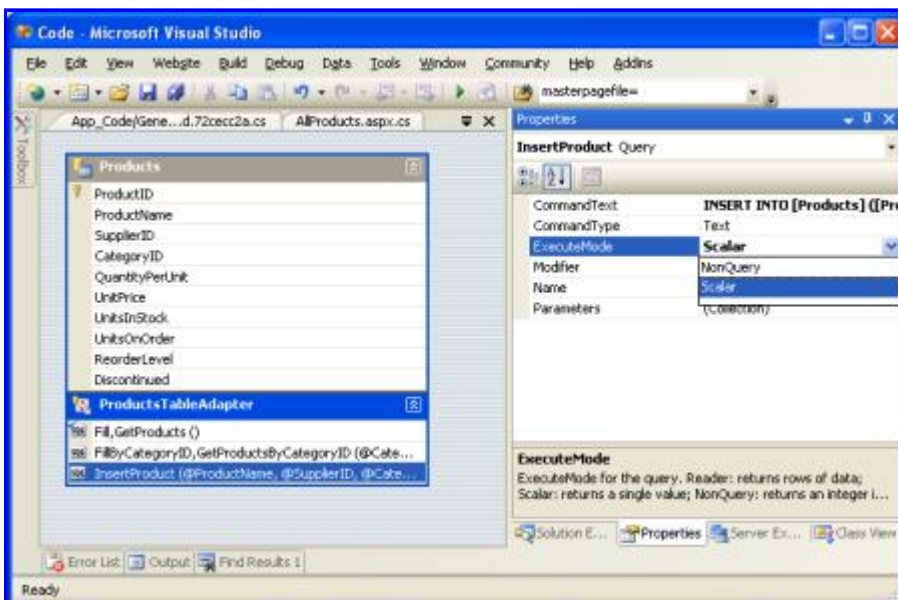 Code - Microsoft Visual Studio
File Edit View Website Build Debug Data Tools Window Community Help Addins
masterpagefile=
Toolbox
App_Code/Gene...d.72cecc2a.cs AllProducts.aspx.cs
Products
ProductID
ProductName
SupplierID
CategoryID
QuantityPerUnit
UnitPrice
UnitsInStock
UnitsOnOrder
ReorderLevel
Discontinued
ProductsTableAdapter
Fill,GetProducts ()
FillByCategoryID,GetProductsByCategoryID (@Cate...
InsertProduct (@ProductName, @SupplierID, @Cate...
Properties
InsertProduct Query
CommandText INSERT INTO [Products] ([Pro
CommandType Text
ExecuteMode Scalar
Modifier NonQuery
Name Scalar
Parameters (Collection)
ExecuteMode
ExecuteMode for the query. Reader: returns rows of data;
Scalar: returns a single value; NonQuery: returns an integer i...
Solution E... Properties Server Ex... Class View
Error List Output Find Results 1
Ready